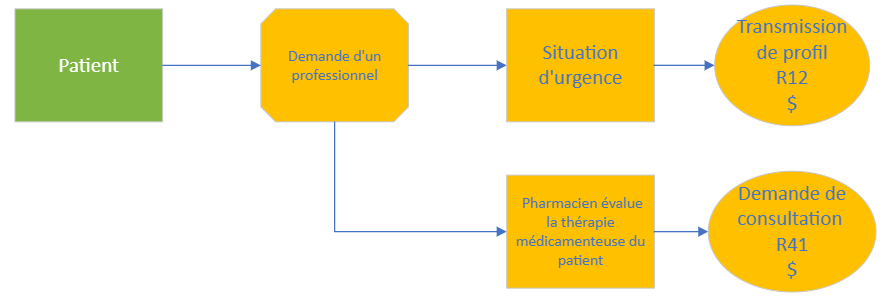 Patient
Demande d'un
professionnel
Situation
d'urgence
Transmission
de profil
R12
$
Pharmacien évalue
la thérapie
médicamenteuse du
patient
Demande de
consultation
R41
$